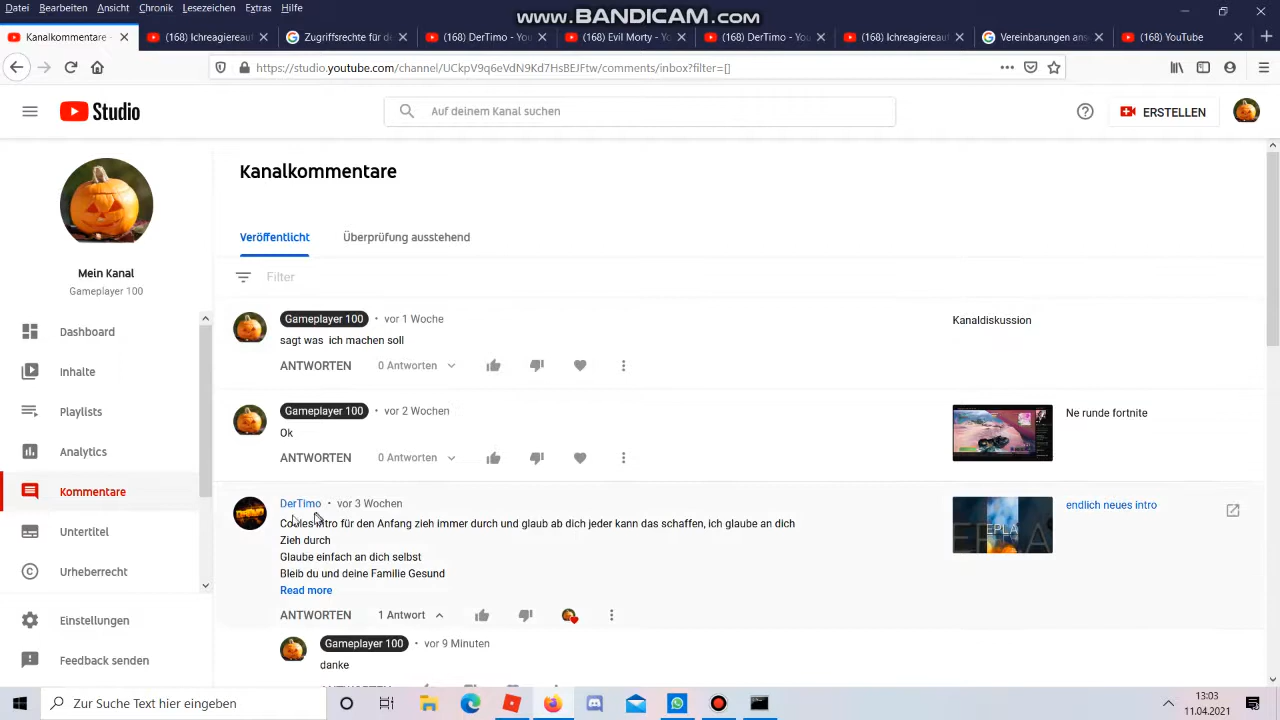 Datei Bearbeiten Ansicht Chronik Lesezeichen Extras Hilfe
www.BANDICAM.com
Kanalkommentare
(168) Ichreagiereauf
Zugriffsrechte für de
(168) DerTimo - You
(168) Evil Morty - Yo
(168) DerTimo - You
(168) Ichreagiereauf
Vereinbarungen anse
(168) YouTube
https://studio.youtube.com/channel/UCkpV9q6eVdN9Kd7HsBEJFtw/comments/inbox?filter=[]
Studio
Auf deinem Kanal suchen
ERSTELLEN
Mein Kanal
Gameplayer 100
Dashboard
Inhalte
Playlists
Analytics
Kommentare
Untertitel
Urheberrecht
Einstellungen
Feedback senden
Kanalkommentare
Veröffentlicht Überprüfung ausstehend
Filter
Gameplayer 100 • vor 1 Woche
sagt was ich machen soll
ANTWORTEN 0 Antworten
Kanaldiskussion
Gameplayer 100 • vor 2 Wochen
Ok
ANTWORTEN 0 Antworten
Ne runde fortnite
DerTimo • vor 3 Wochen
Cooles Intro für den Anfang zieh immer durch und glaub ab dich jeder kann das schaffen, ich glaube an dich
Zieh durch
Glaube einfach an dich selbst
Bleib du und deine Familie Gesund
Read more
ANTWORTEN 1 Antwort
EPLA
endlich neues intro
Gameplayer 100 • vor 9 Minuten
danke
Zur Suche Text hier eingeben
13:03
11.04.2021